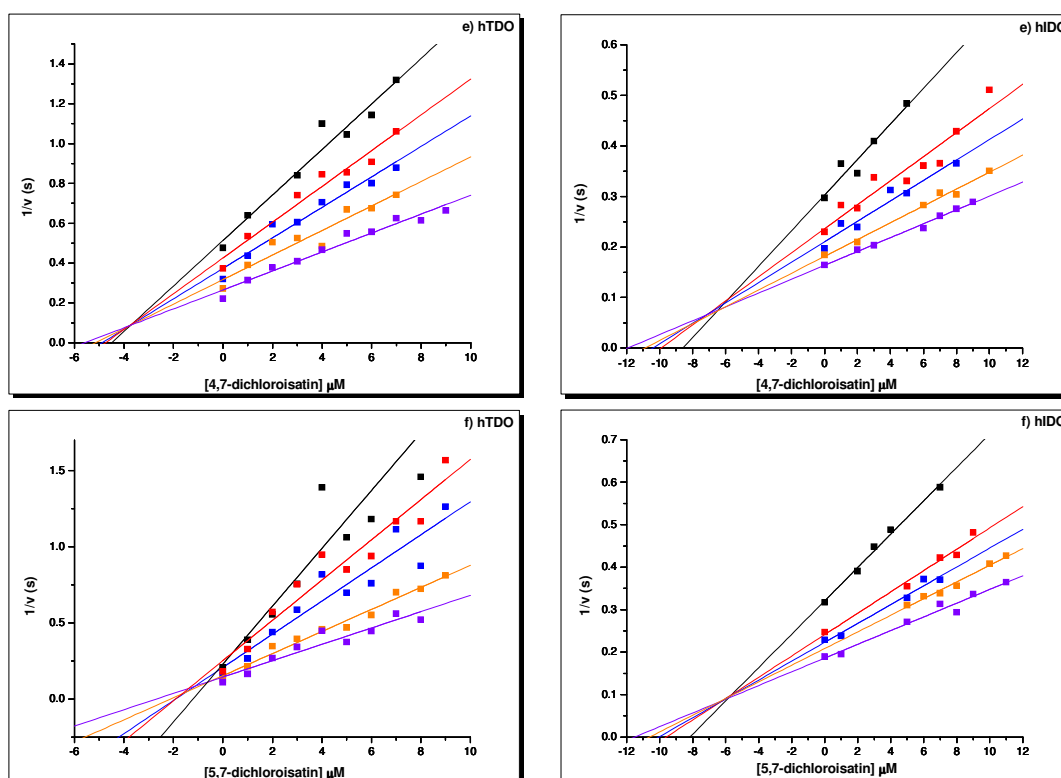 e) hTDO
1/v (s)
1.4
1.2
1.0
0.8
0.6
0.4
0.2
0.0
-6 -4 -2 0 2 4 6 8 10
[4,7-dichloroisatin] µM
e) hIDO
1/v (s)
0.6
0.5
0.4
0.3
0.2
0.1
0.0
-12 -10 -8 -6 -4 -2 0 2 4 6 8 10 12
[4,7-dichloroisatin] µM
f) hTDO
1/v (s)
1.5
1.0
0.5
0.0
-6 -4 -2 0 2 4 6 8 10
[5,7-dichloroisatin] µM
f) hIDO
1/v (s)
0.7
0.6
0.5
0.4
0.3
0.2
0.1
0.0
-12 -10 -8 -6 -4 -2 0 2 4 6 8 10 12
[5,7-dichloroisatin] µM